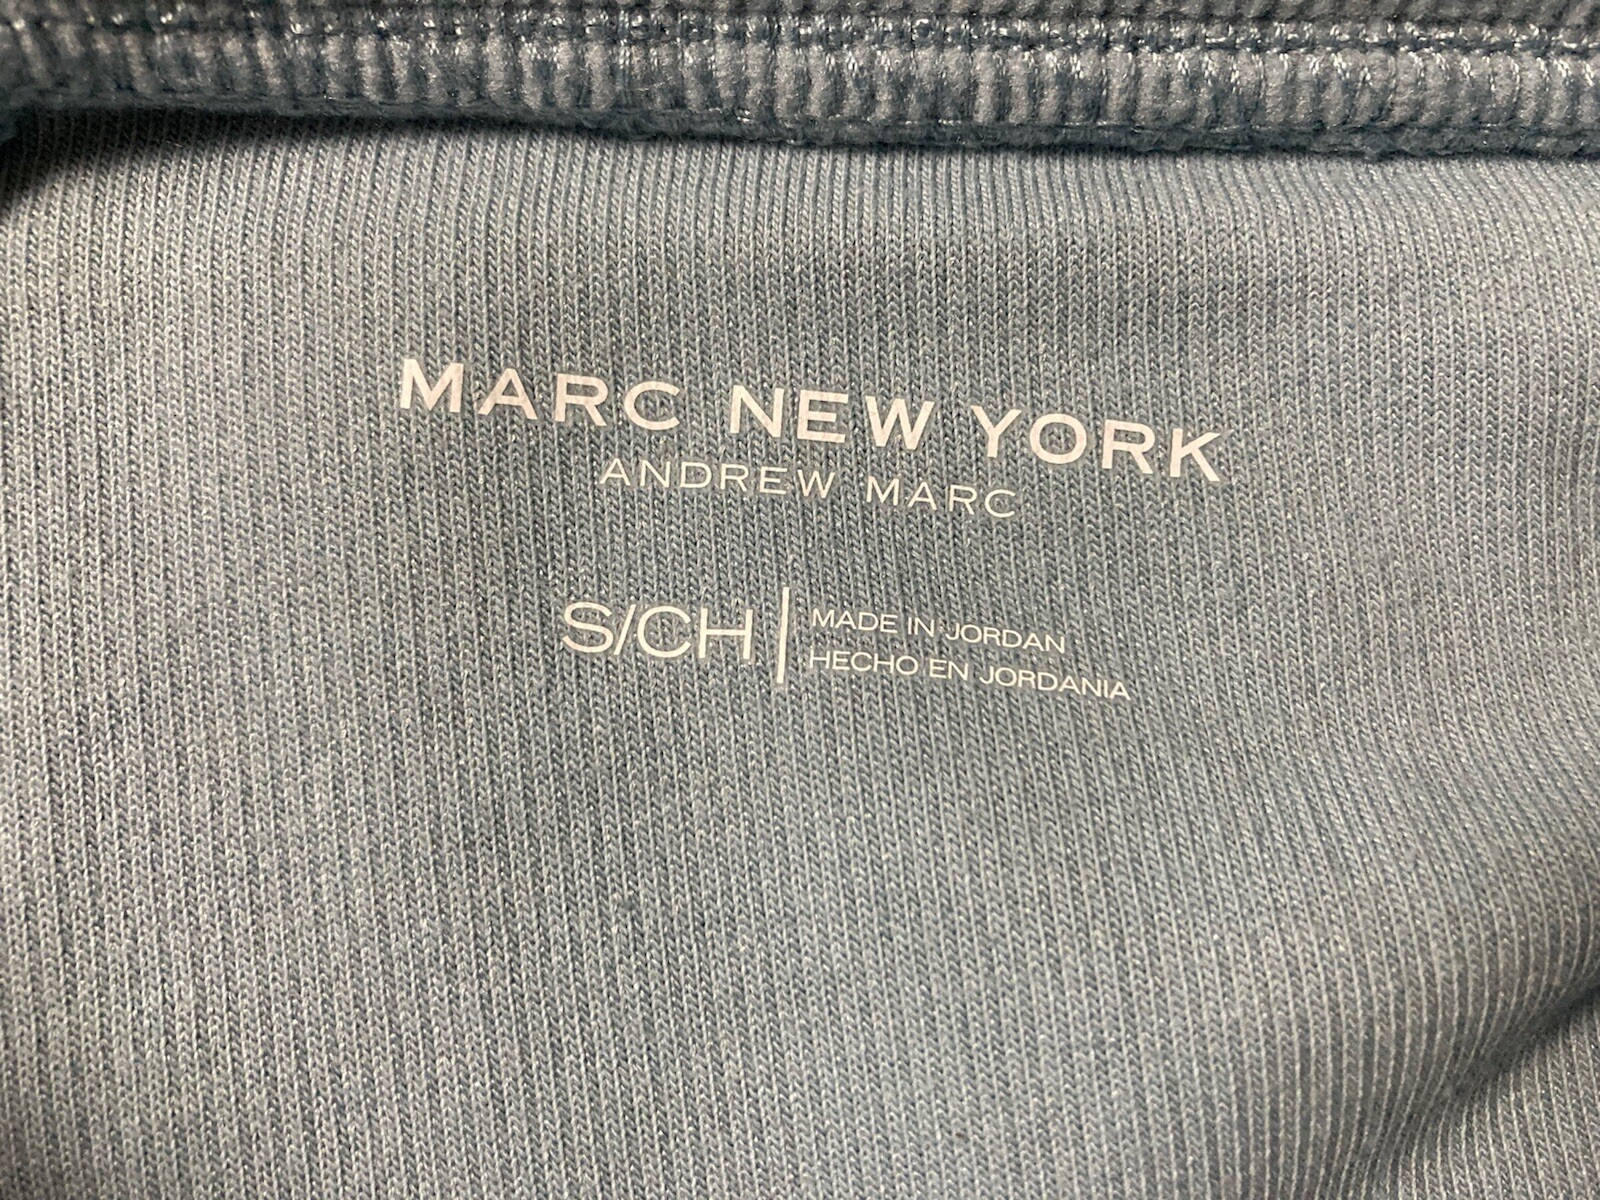 MARC NEW YORK
ANDREW MARC
S/CH
MADE IN JORDAN
HECHO EN JORDANIA